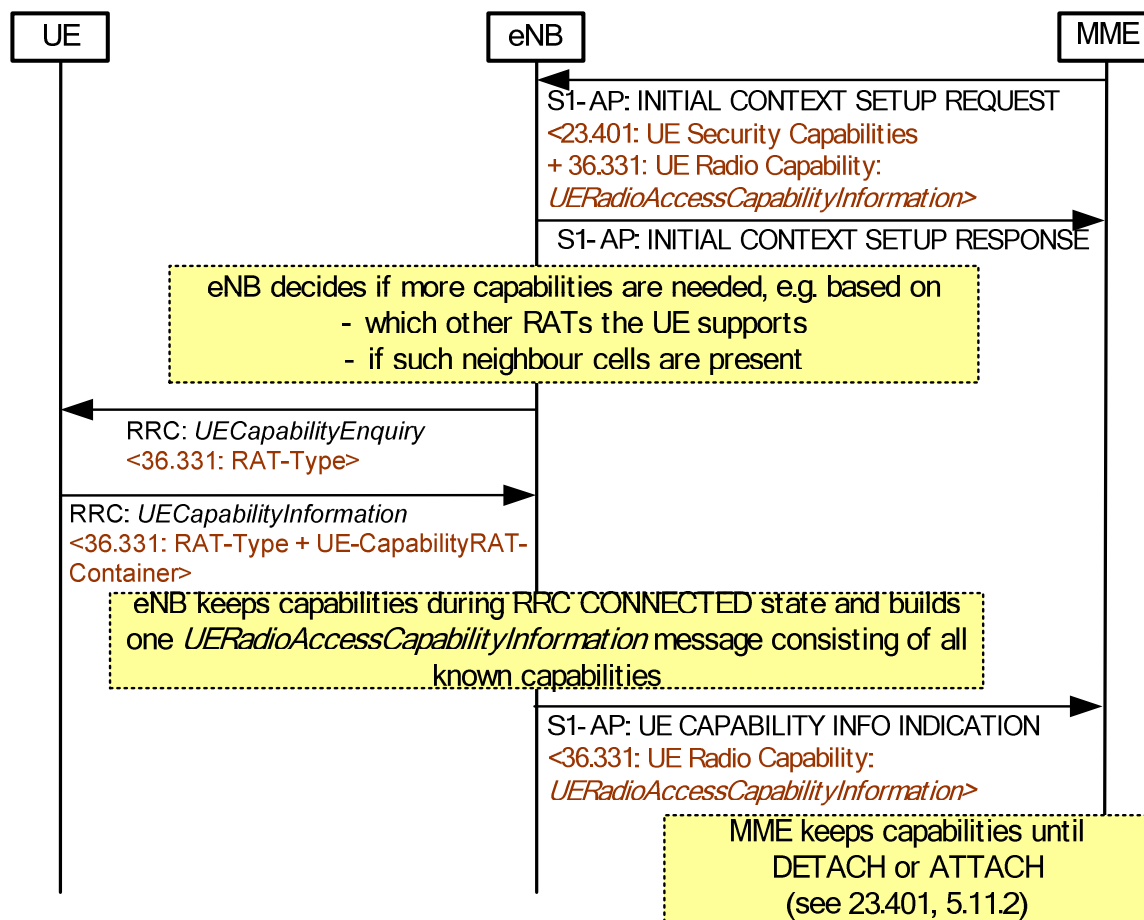 UE
eNB
MME
S1-AP: INITIAL CONTEXT SETUP REQUEST
<23.401: UE Security Capabilities
+ 36.331: UE Radio Capability:
UERadioAccessCapabilityInformation>
S1-AP: INITIAL CONTEXT SETUP RESPONSE
eNB decides if more capabilities are needed, e.g. based on
- which other RATs the UE supports
- if such neighbour cells are present
RRC: UECapabilityEnquiry
<36.331: RAT-Type>
RRC: UECapabilityInformation
<36.331: RAT-Type + UE-CapabilityRAT-
Container>
eNB keeps capabilities during RRC CONNECTED state and builds
one UERadioAccessCapabilityInformation message consisting of all
known capabilities
S1-AP: UE CAPABILITY INFO INDICATION
<36.331: UE Radio Capability:
UERadioAccessCapabilityInformation>
MME keeps capabilities until
DETACH or ATTACH
(see 23.401, 5.11.2)